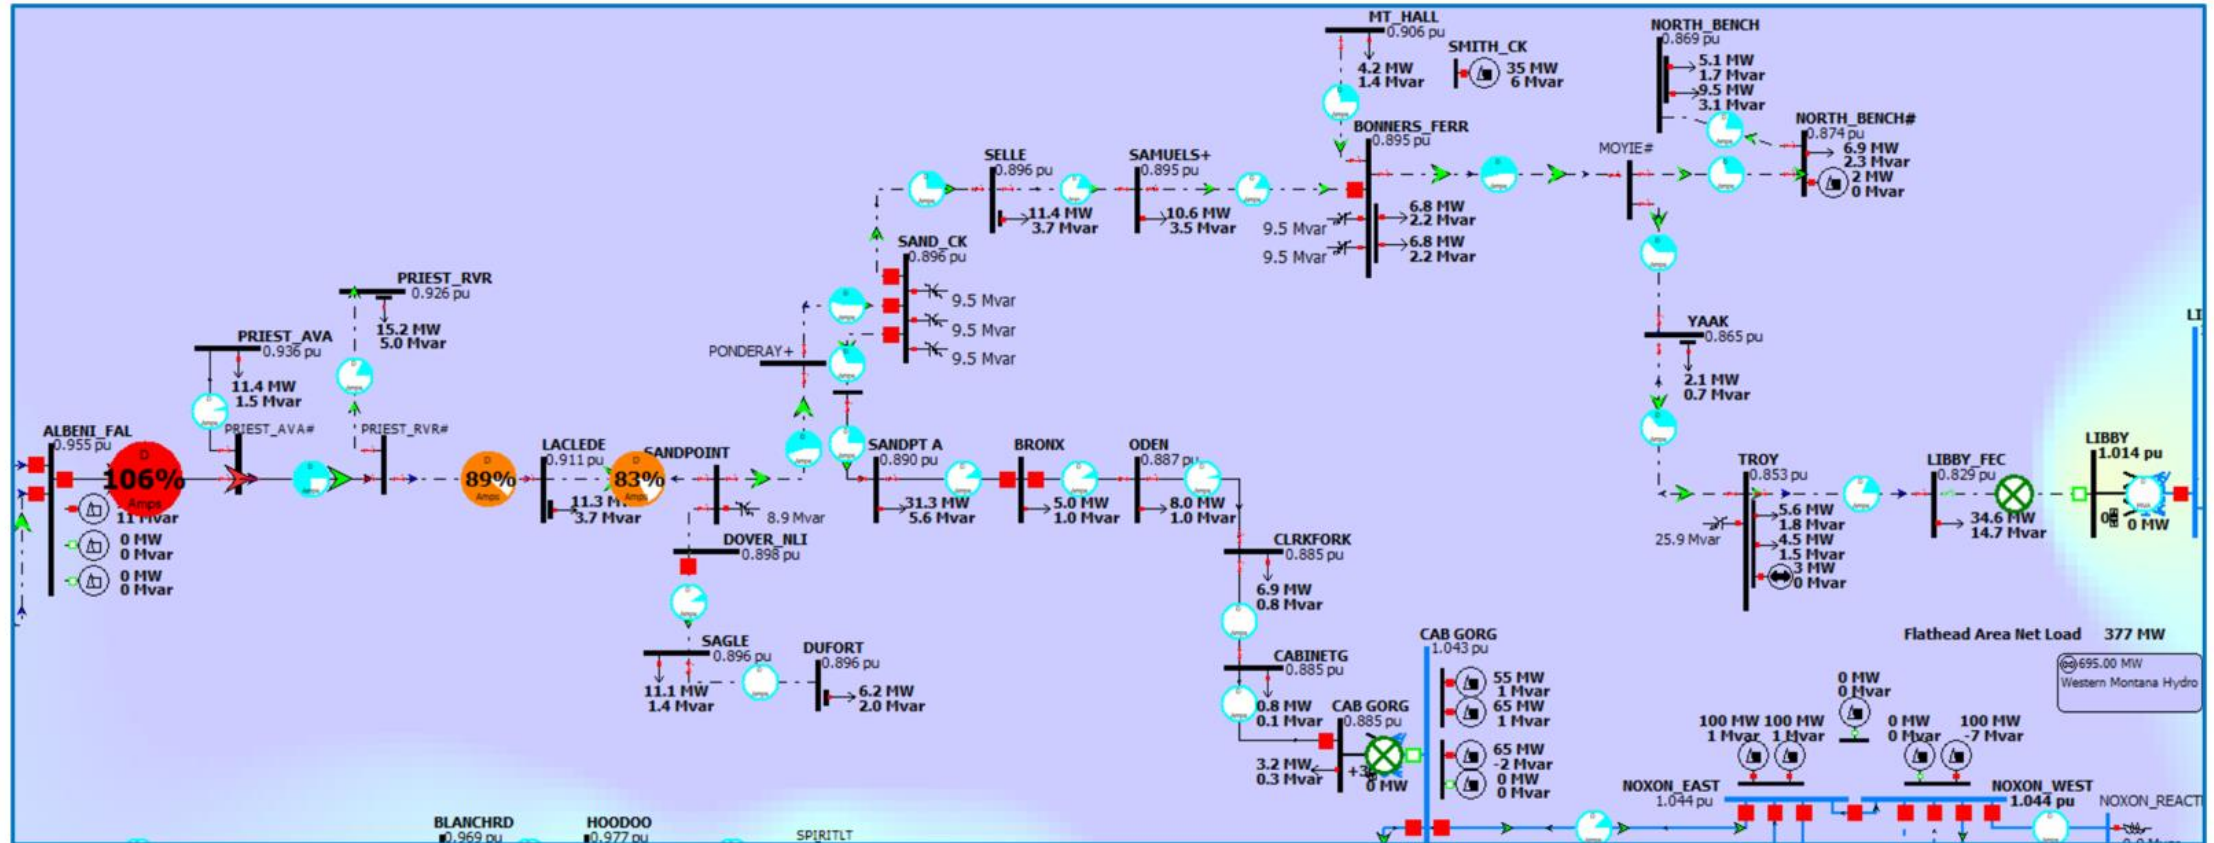 MT_HALL
0.906 pu
4.2 MW
1.4 Mvar
SMITH_CK
35 MW
6 Mvar
NORTH_BENCH
0.869 pu
5.1 MW
1.7 Mvar
9.5 MW
3.1 Mvar
NORTH_BENCH#
0.874 pu
6.9 MW
2.3 Mvar
2 MW
0 Mvar
BONNERS_FERR
0.895 pu
MOYIE#
6.8 MW
2.2 Mvar
6.8 MW
2.2 Mvar
9.5 Mvar
9.5 Mvar
SELLE
0.896 pu
11.4 MW
3.7 Mvar
SAMUELS+
0.895 pu
10.6 MW
3.5 Mvar
SAND_CK
0.896 pu
9.5 Mvar
9.5 Mvar
9.5 Mvar
PONDERAY+
PRIEST_RVR
0.926 pu
15.2 MW
5.0 Mvar
PRIEST_AVA
0.936 pu
11.4 MW
1.5 Mvar
PRIEST_AVA#
PRIEST_RVR#
YAAK
0.865 pu
2.1 MW
0.7 Mvar
ALBENI_FAL
0.955 pu
106%
Amps
11 Mvar
0 MW
0 Mvar
0 MW
0 Mvar
89%
Amps
LACLEDE
0.911 pu
11.3
3.7 Mvar
83%
Amps
SANDPOINT
8.9 Mvar
SANDPT A
0.890 pu
31.3 MW
5.6 Mvar
BRONX
5.0 MW
1.0 Mvar
ODEN
0.887 pu
8.0 MW
1.0 Mvar
DOVER_NLI
0.898 pu
SAGLE
0.896 pu
11.1 MW
1.4 Mvar
DUFORT
0.896 pu
6.2 MW
2.0 Mvar
CLRKFORK
0.885 pu
6.9 MW
0.8 Mvar
CABINETG
0.885 pu
0.8 MW
0.1 Mvar
CAB GORG
0.885 pu
3.2 MW
0.3 Mvar
0 MW
CAB GORG
1.043 pu
55 MW
1 Mvar
65 MW
1 Mvar
65 MW
-2 Mvar
0 MW
0 Mvar
TROY
0.853 pu
5.6 MW
1.8 Mvar
4.5 MW
1.5 Mvar
3 MW
0 Mvar
25.9 Mvar
LIBBY_FEC
0.829 pu
34.6 MW
14.7 Mvar
LIBBY
1.014 pu
0 MW
LI
Flathead Area Net Load 377 MW
695.00 MW
Western Montana Hydro
0 MW
0 Mvar
100 MW
1 Mvar
100 MW
1 Mvar
0 MW
0 Mvar
100 MW
-7 Mvar
NOXON_EAST
1.044 pu
NOXON_WEST
1.044 pu
NOXON_REACT
BLANCHRD
0.969 pu
HOODOO
0.977 pu
SPIRITLT